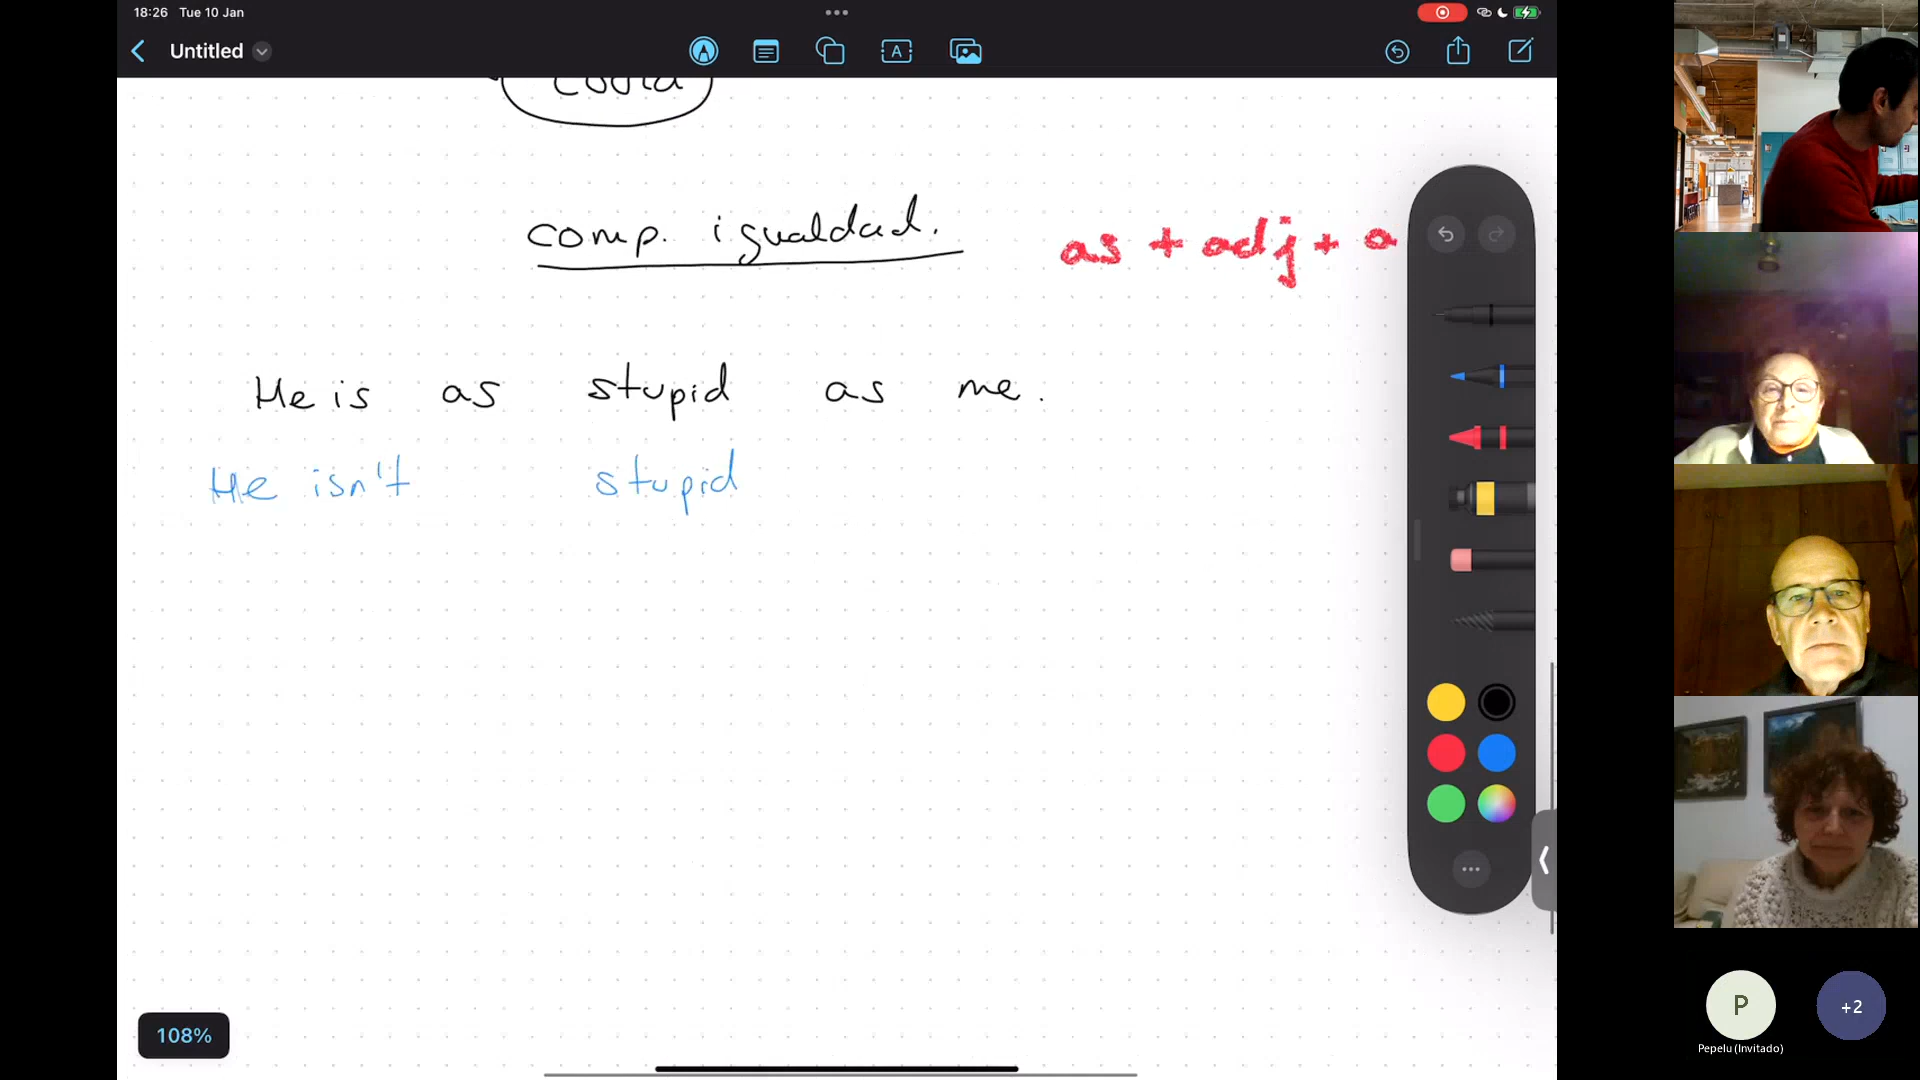 18:26 Tue 10 Jan
Untitled
A
could
comp. igualdad. as + adj + a
He is as stupid as me.
He isn't stupid
108%
P
+2
Pepelu (Invitado)